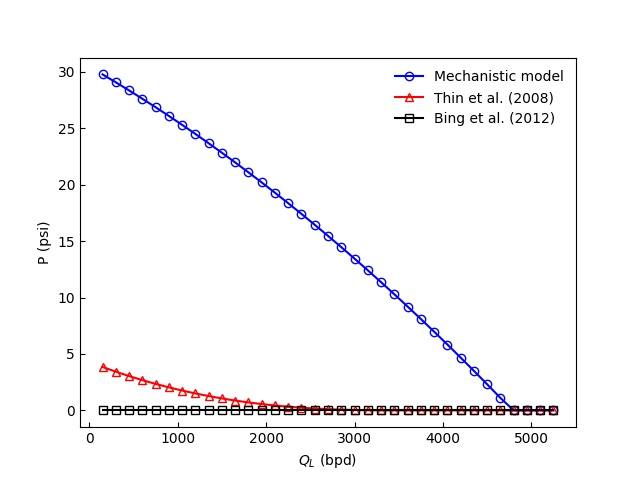 Mechanistic model
Thin et al. (2008)
Bing et al. (2012)
P (psi)
30
25
20
15
10
5
0
0 1000 2000 3000 4000 5000
Q_L (bpd)